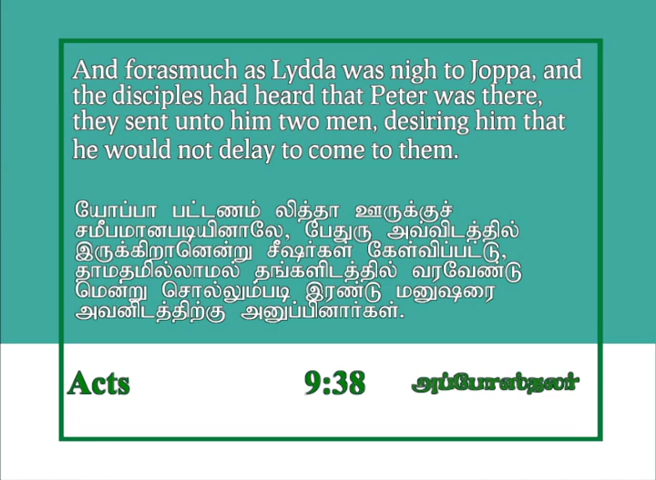 And forasmuch as Lydda was nigh to Joppa, and
the disciples had heard that Peter was there,
they sent unto him two men, desiring him that
he would not delay to come to them.
யோப்பா பட்டணம் லித்தா ஊருக்குச்
சமீபமானபடியினாலே, பேதுரு அவ்விடத்தில்
இருக்கிறானென்று சீஷர்கள் கேள்விப்பட்டு,
தாமதமில்லாமல் தங்களிடத்தில் வரவேண்டு
மென்று சொல்லும்படி இரண்டு மனுஷரை
அவனிடத்திற்கு அனுப்பினார்கள்.
Acts 9:38 அப்போஸ்தலர்